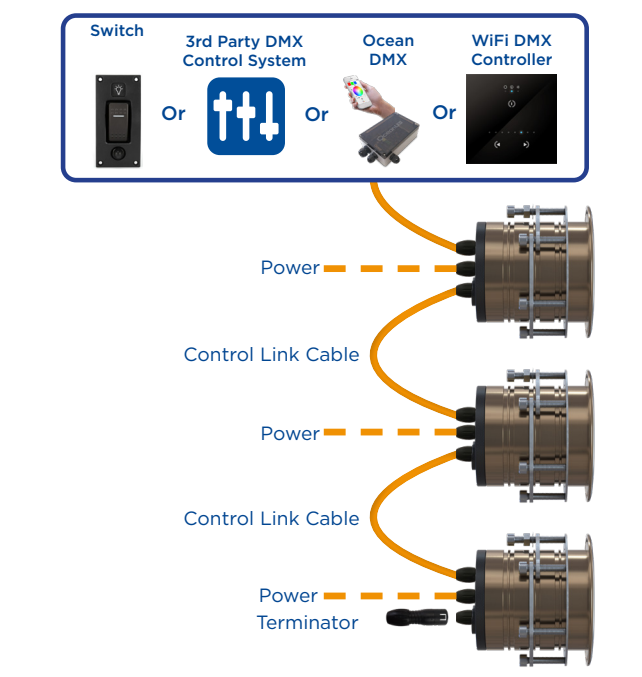 Switch
3rd Party DMX
Control System
Ocean
DMX
WiFi DMX
Controller
Or
Or
Or
Power
Control Link Cable
Power
Control Link Cable
Power
Terminator